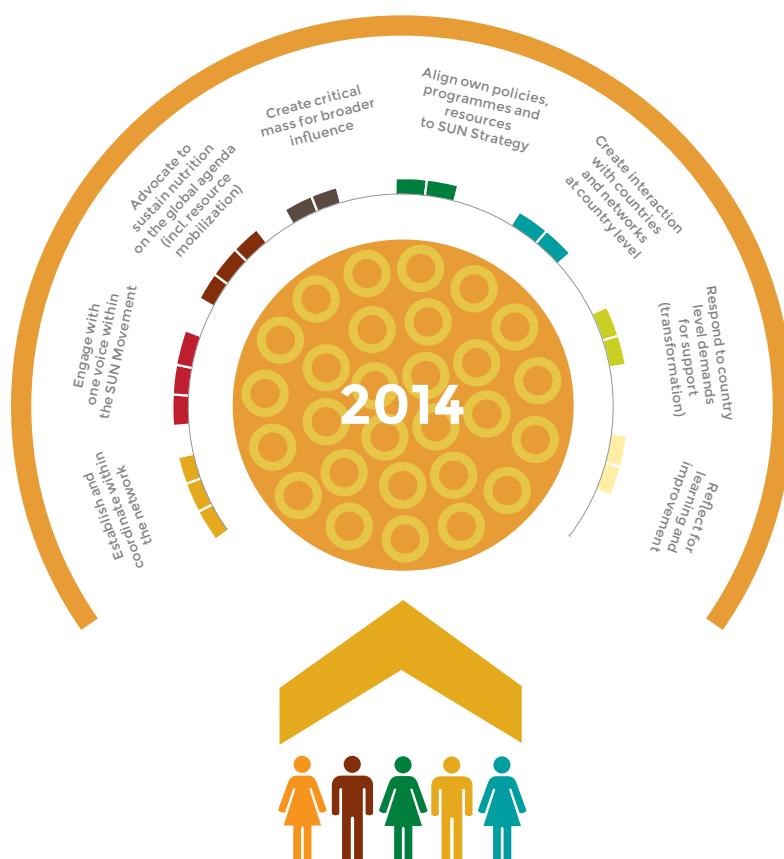 Establish and
coordinate within
the network
Engage with
one voice within
the SUN Movement
Advocate to
sustain nutrition
on the global agenda
(incl. resource
mobilization)
Create critical
mass for broader
influence
Align own policies,
programmes and
resources
to SUN Strategy
Create interaction
with countries
and networks
at country level
Respond to country
level demands
for support
(transformation)
Reflect for
learning and
improvement
2014